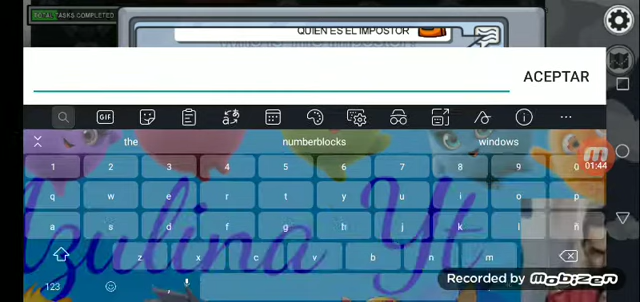 TOTAL TASKS COMPLETED
QUIEN ES EL IMPOSTOR
ACEPTAR
GIF
the numberblocks windows
1 2 3 4 5 6 7 8 9 0
01:44
q w e r t y u i o p
a s d f g h j k l ñ
z x c v b n m
Azulina Yt
123 ,
Recorded by mobizen